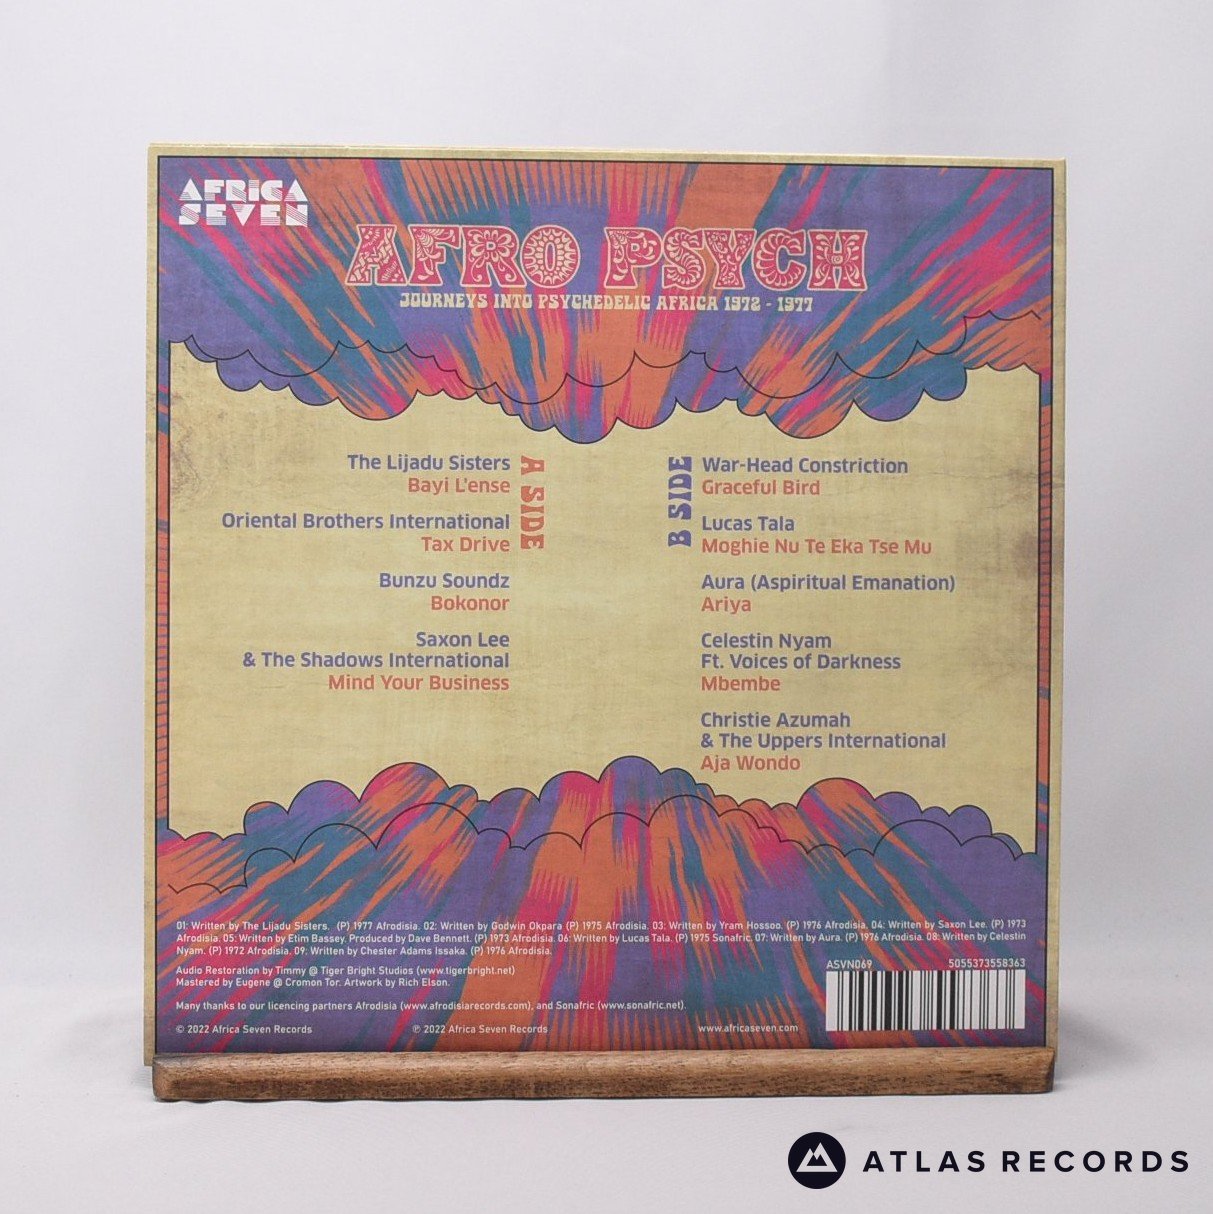 AFRICA
SEVEN
AFRO PSYCH
JOURNEYS INTO PSYCHEDELIC AFRICA 1972 - 1977
A SIDE
The Lijadu Sisters
Bayi L'ense
Oriental Brothers International
Tax Drive
Bunzu Soundz
Bokonor
Saxon Lee
& The Shadows International
Mind Your Business
B SIDE
War-Head Constriction
Graceful Bird
Lucas Tala
Moghie Nu Te Eka Tse Mu
Aura (Aspiritual Emanation)
Ariya
Celestin Nyam
Ft. Voices of Darkness
Mbembe
Christie Azumah
& The Uppers International
Aja Wondo
01: Written by The Lijadu Sisters. (P) 1977 Afrodisia. 02: Written by Godwin Okpara (P) 1975 Afrodisia. 03: Written by Yram Hossoo. (P) 1976 Afrodisia. 04: Written by Saxon Lee. (P) 1973
Afrodisia. 05: Written by Etim Bassey. Produced by Dave Bennett. (P) 1973 Afrodisia. 06: Written by Lucas Tala. (P) 1975 Sonafric. 07: Written by Aura. (P) 1976 Afrodisia. 08: Written by Celestin
Nyam. (P) 1972 Afrodisia. 09: Written by Chester Adams Issaka. (P) 1976 Afrodisia.
Audio Restoration by Timmy @ Tiger Bright Studios (www.tigerbright.net)
Mastered by Eugene @ Cromon Tor. Artwork by Rich Elson.
Many thanks to our licencing partners Afrodisia (www.afrodisiarecords.com), and Sonafric (www.sonafric.net).
© 2022 Africa Seven Records
℗ 2022 Africa Seven Records
www.africaseven.com
ASVN069
5055373558363
ATLAS RECORDS